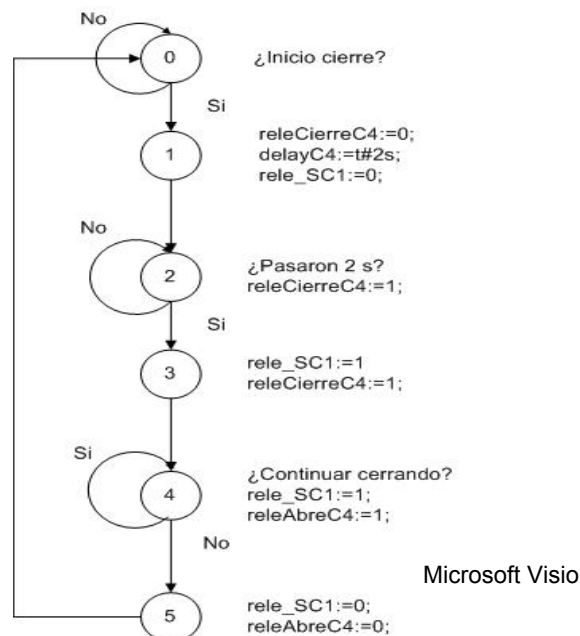 No
0
¿Inicio cierre?
Si
1
releCierreC4:=0;
delayC4:=t#2s;
rele_SC1:=0;
No
2
¿Pasaron 2 s?
releCierreC4:=1;
Si
3
rele_SC1:=1
releCierreC4:=1;
Si
4
¿Continuar cerrando?
rele_SC1:=1;
releAbreC4:=1;
No
Microsoft Visio
5
rele_SC1:=0;
releAbreC4:=0;